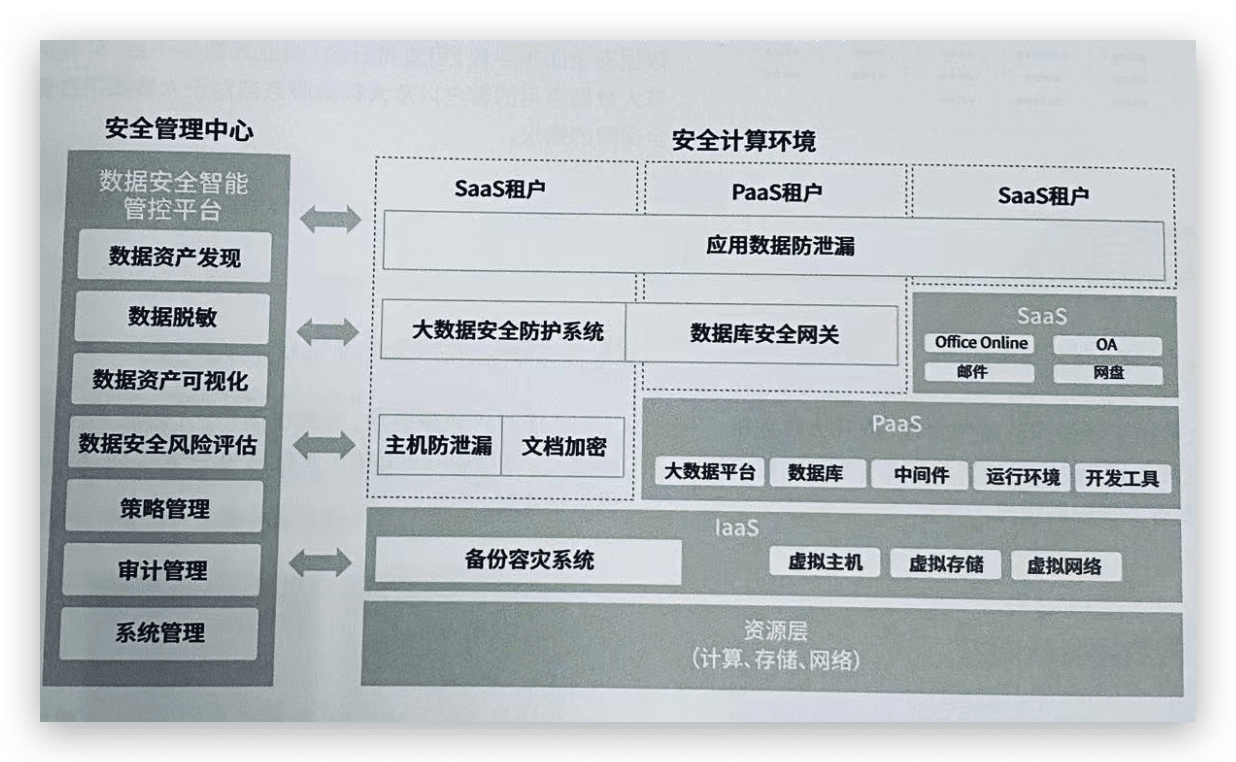 安全管理中心
数据安全智能
管控平台
数据资产发现
数据脱敏
数据资产可视化
数据安全风险评估
策略管理
审计管理
系统管理
安全计算环境
SaaS租户
PaaS租户
SaaS租户
应用数据防泄漏
大数据安全防护系统
数据库安全网关
SaaS
Office Online
OA
邮件
网盘
主机防泄漏
文档加密
PaaS
大数据平台
数据库
中间件
运行环境
开发工具
IaaS
备份容灾系统
虚拟主机
虚拟存储
虚拟网络
资源层
(计算、存储、网络)